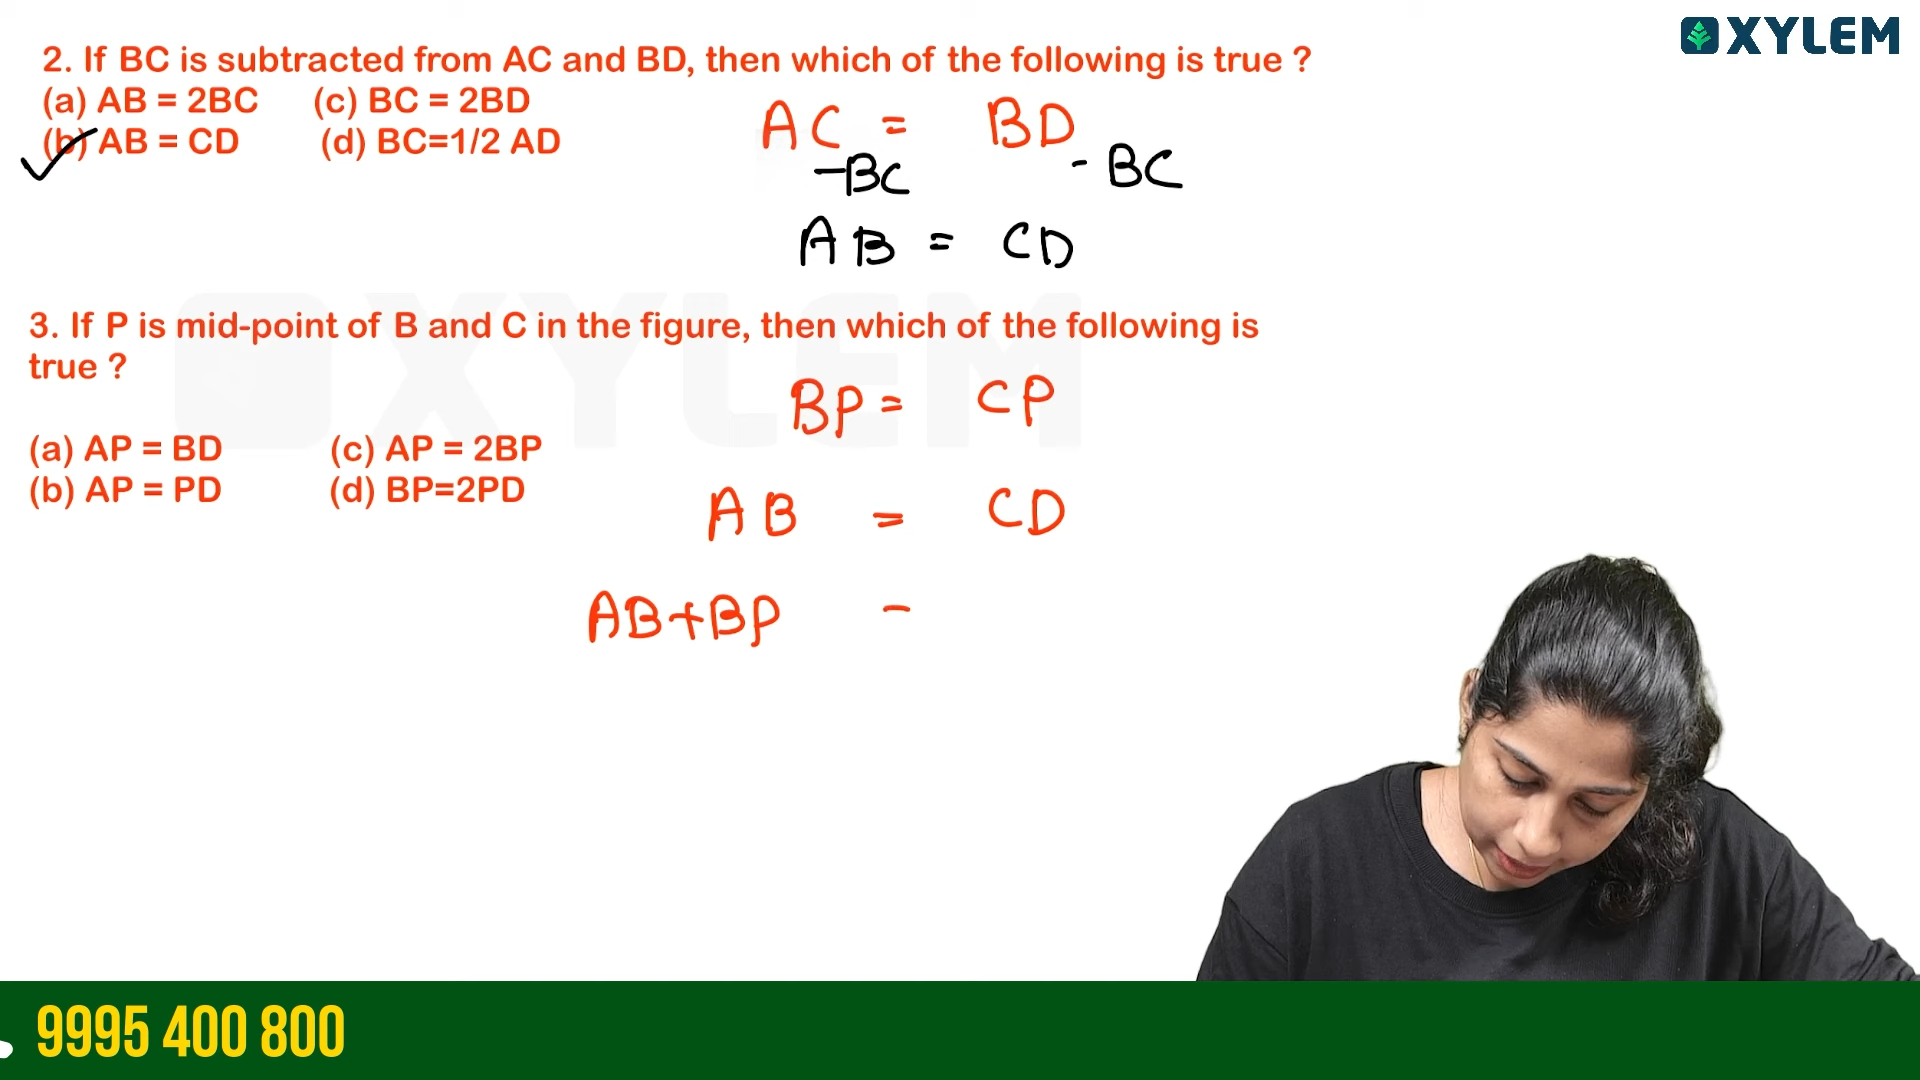 XYLEM
2. If BC is subtracted from AC and BD, then which of the following is true ?
(a) AB = 2BC (c) BC = 2BD
(b) AB = CD (d) BC=1/2 AD
AC = BD
-BC - BC
AB = CD
XYLEM
3. If P is mid-point of B and C in the figure, then which of the following is
true ?
BP = CP
(a) AP = BD (c) AP = 2BP
(b) AP = PD (d) BP=2PD
AB = CD
AB+BP -
9995 400 800